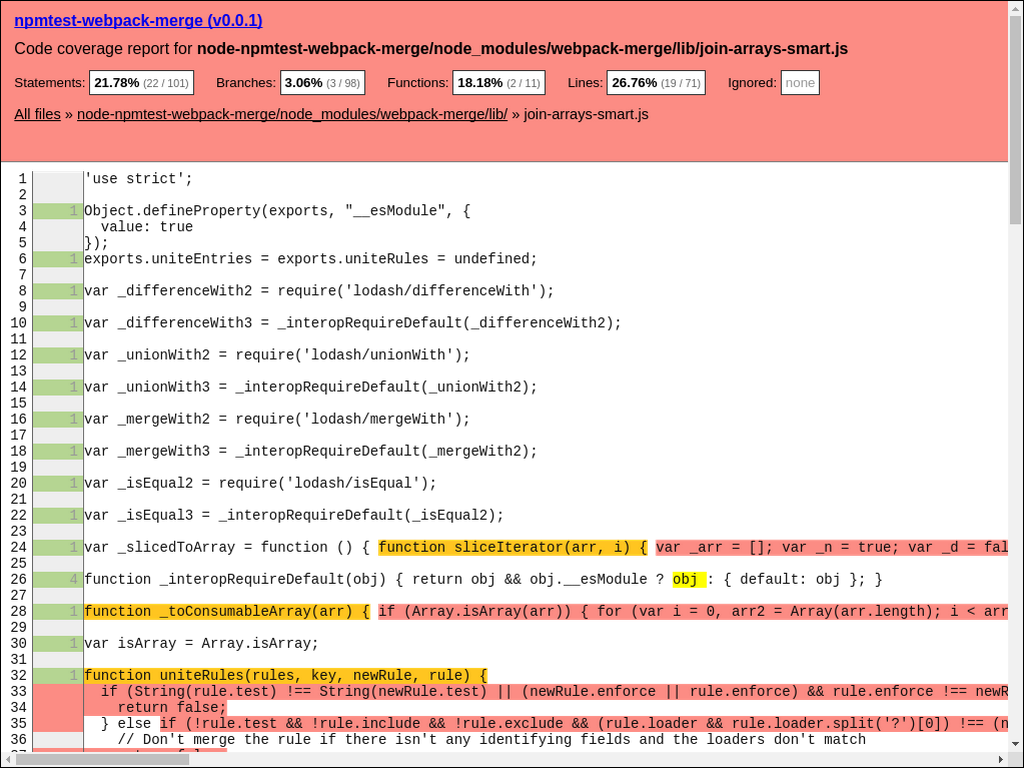 npmtest-webpack-merge (v0.0.1)
Code coverage report for node-npmtest-webpack-merge/node_modules/webpack-merge/lib/join-arrays-smart.js
Statements: 21.78% (22 / 101) Branches: 3.06% (3 / 98) Functions: 18.18% (2 / 11) Lines: 26.76% (19 / 71) Ignored: none
All files » node-npmtest-webpack-merge/node_modules/webpack-merge/lib/ » join-arrays-smart.js
1 'use strict';
2
3 1 Object.defineProperty(exports, "__esModule", {
4 value: true
5 });
6 1 exports.uniteEntries = exports.uniteRules = undefined;
7
8 1 var _differenceWith2 = require('lodash/differenceWith');
9
10 1 var _differenceWith3 = _interopRequireDefault(_differenceWith2);
11
12 1 var _unionWith2 = require('lodash/unionWith');
13
14 1 var _unionWith3 = _interopRequireDefault(_unionWith2);
15
16 1 var _mergeWith2 = require('lodash/mergeWith');
17
18 1 var _mergeWith3 = _interopRequireDefault(_mergeWith2);
19
20 1 var _isEqual2 = require('lodash/isEqual');
21
22 1 var _isEqual3 = _interopRequireDefault(_isEqual2);
23
24 1 var _slicedToArray = function () { function sliceIterator(arr, i) { var _arr = []; var _n = true; var _d = fal
25
26 4 function _interopRequireDefault(obj) { return obj && obj.__esModule ? obj : { default: obj }; }
27
28 1 function _toConsumableArray(arr) { if (Array.isArray(arr)) { for (var i = 0, arr2 = Array(arr.length); i < arr
29
30 1 var isArray = Array.isArray;
31
32 1 function uniteRules(rules, key, newRule, rule) {
33 if (String(rule.test) !== String(newRule.test) || (newRule.enforce || rule.enforce) && rule.enforce !== newR
34 return false;
35 } else if (!rule.test && !rule.include && !rule.exclude && (rule.loader && rule.loader.split('?')[0]) !== (n
36 // Don't merge the rule if there isn't any identifying fields and the loaders don't match